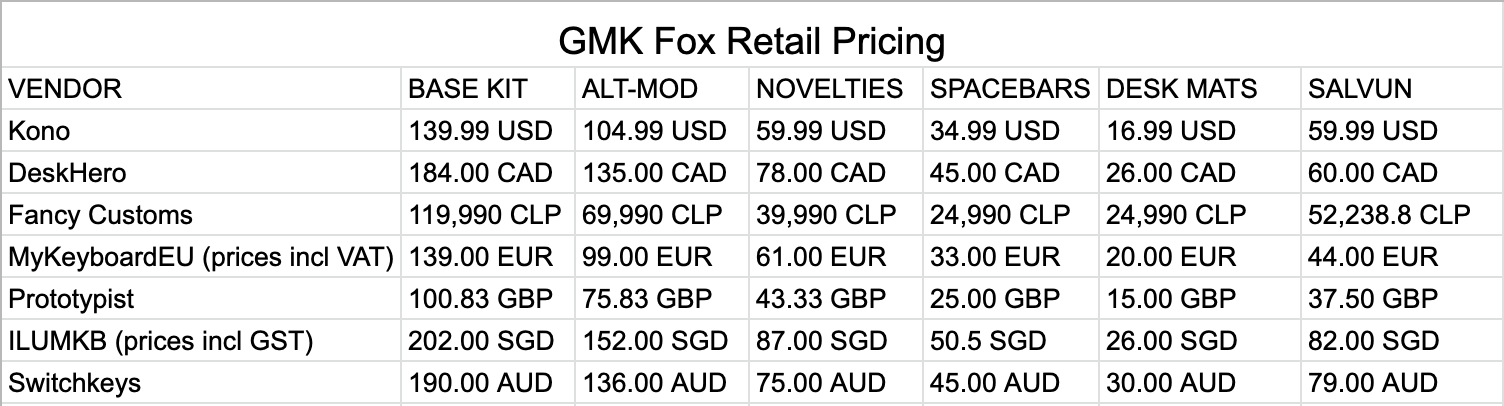 GMK Fox Retail Pricing
VENDOR BASE KIT ALT-MOD NOVELTIES SPACEBARS DESK MATS SALVUN
Kono 139.99 USD 104.99 USD 59.99 USD 34.99 USD 16.99 USD 59.99 USD
DeskHero 184.00 CAD 135.00 CAD 78.00 CAD 45.00 CAD 26.00 CAD 60.00 CAD
Fancy Customs 119,990 CLP 69,990 CLP 39,990 CLP 24,990 CLP 24,990 CLP 52,238.8 CLP
MyKeyboardEU (prices incl VAT) 139.00 EUR 99.00 EUR 61.00 EUR 33.00 EUR 20.00 EUR 44.00 EUR
Prototypist 100.83 GBP 75.83 GBP 43.33 GBP 25.00 GBP 15.00 GBP 37.50 GBP
ILUMKB (prices incl GST) 202.00 SGD 152.00 SGD 87.00 SGD 50.5 SGD 26.00 SGD 82.00 SGD
Switchkeys 190.00 AUD 136.00 AUD 75.00 AUD 45.00 AUD 30.00 AUD 79.00 AUD